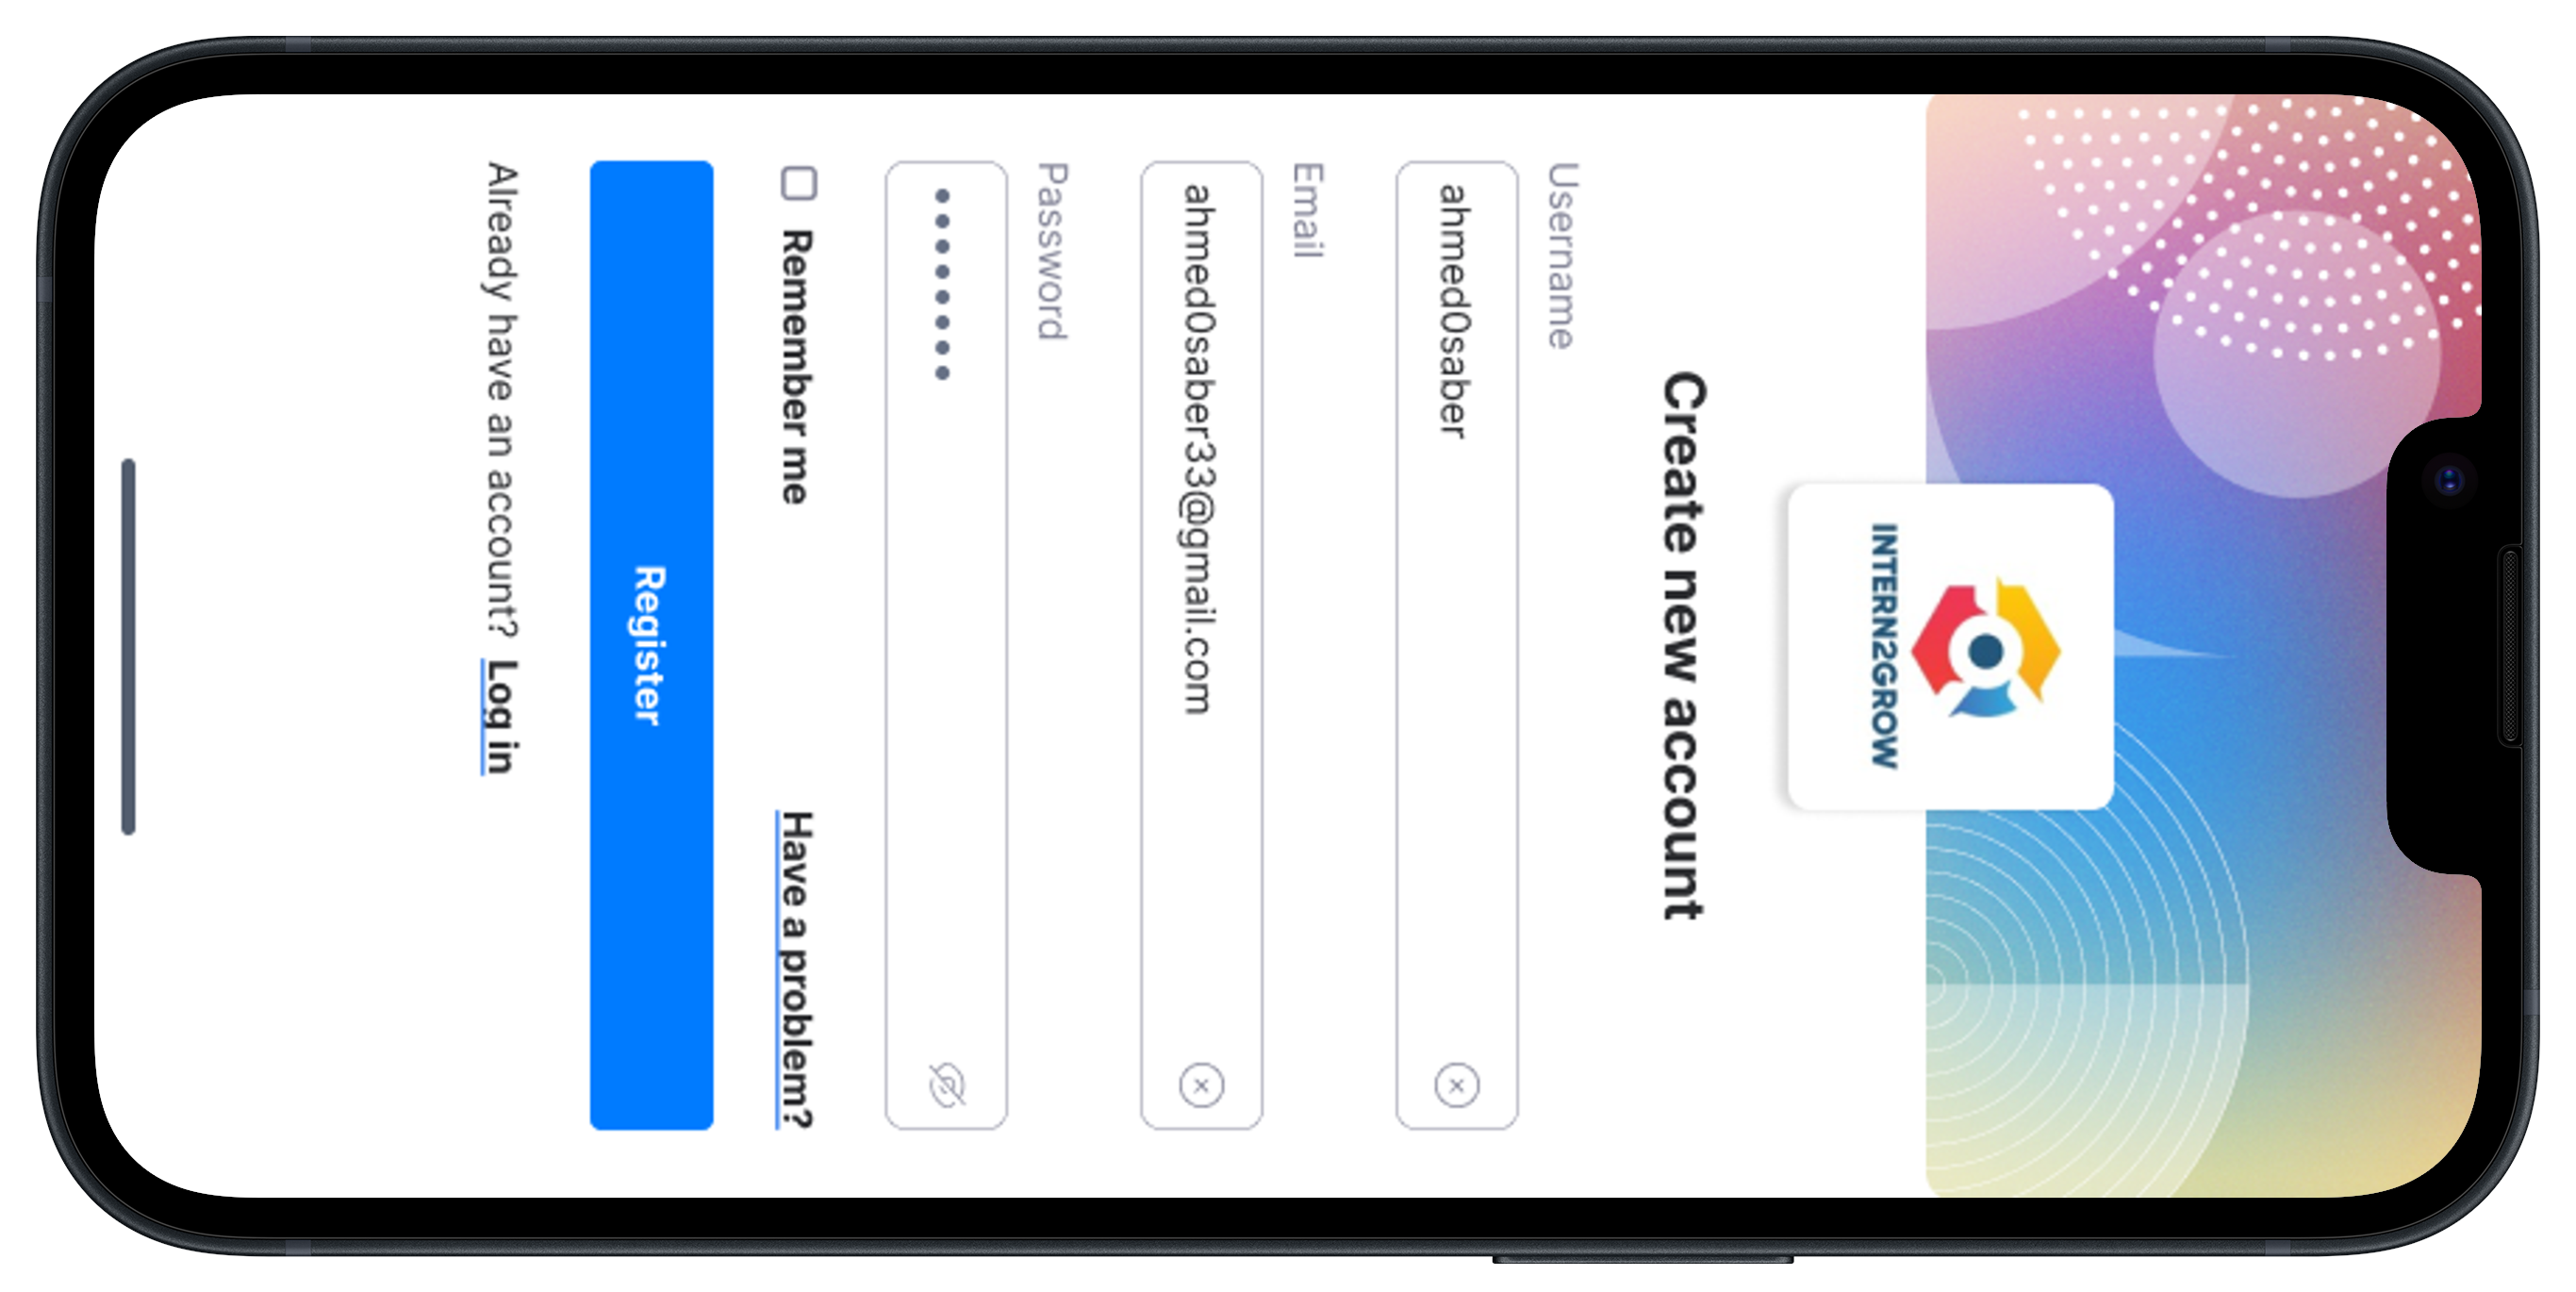 INTERN2GROW
Create new account
Username
ahmed0saber
Email
ahmed0saber33@gmail.com
Password
••••••••
Remember me
Have a problem?
Register
Already have an account? Log in